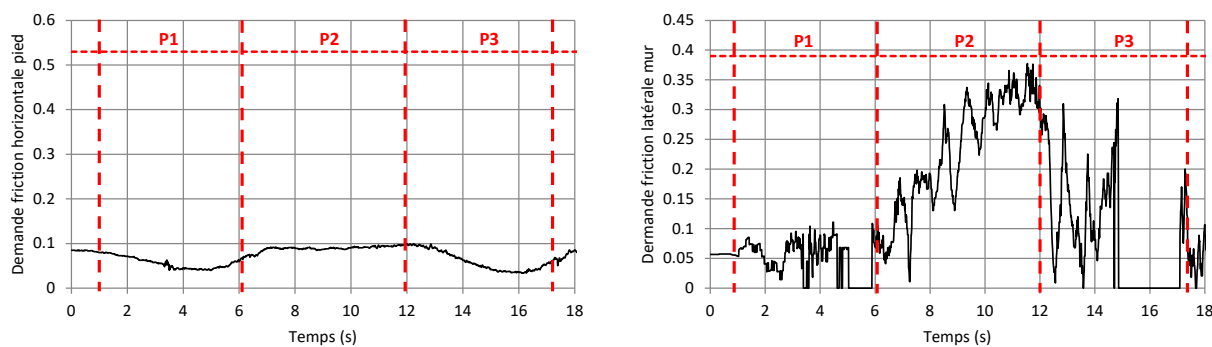 Demande friction horizontale pied
0.6
0.5
0.4
0.3
0.2
0.1
0
P1 P2 P3
0 2 4 6 8 10 12 14 16 18
Temps (s)
Dermande friction latérale mur
0.45
0.4
0.35
0.3
0.25
0.2
0.15
0.1
0.05
0
P1 P2 P3
0 2 4 6 8 10 12 14 16 18
Temps (s)